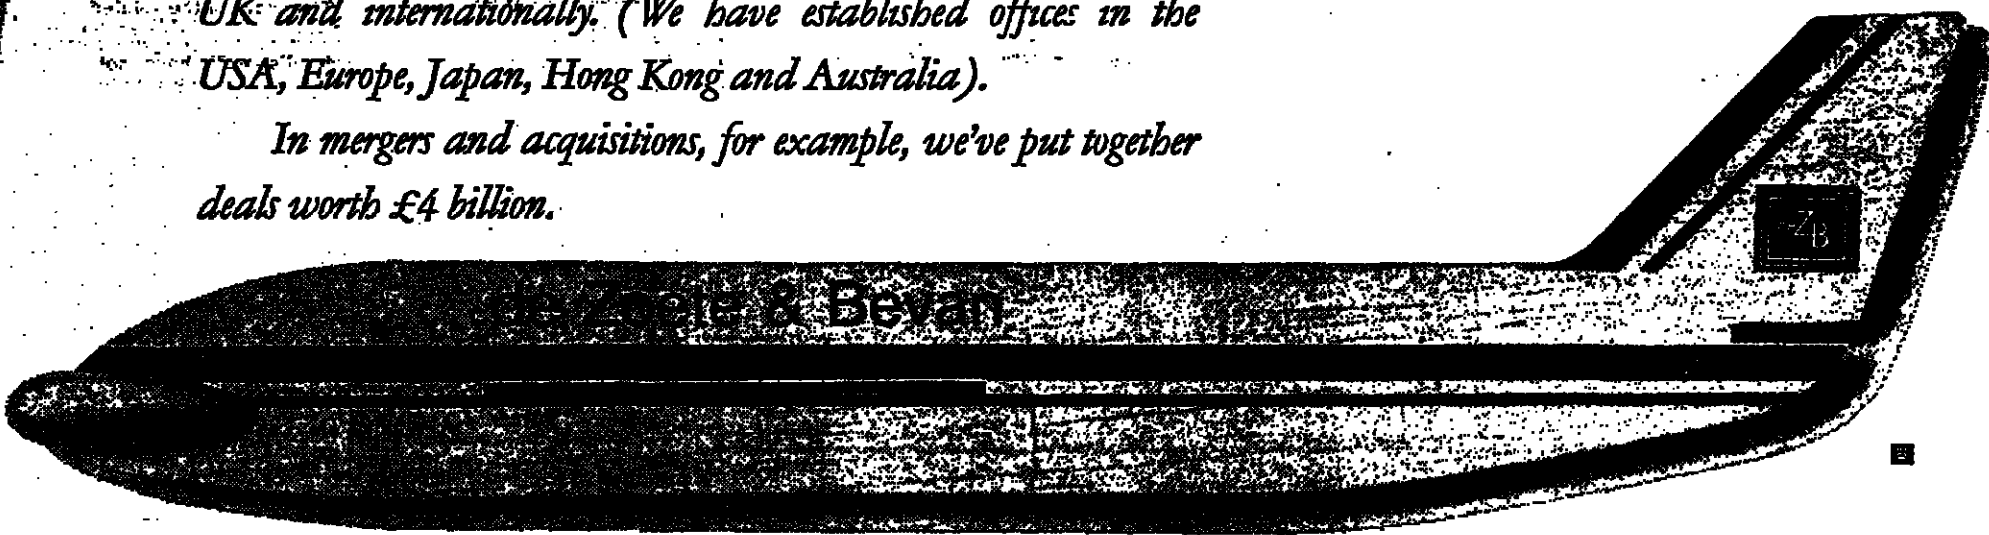 UK and internationally. (We have established offices in the
USA, Europe, Japan, Hong Kong and Australia).
In mergers and acquisitions, for example, we've put together
deals worth £4 billion.
de Zoete & Bevan
ZB